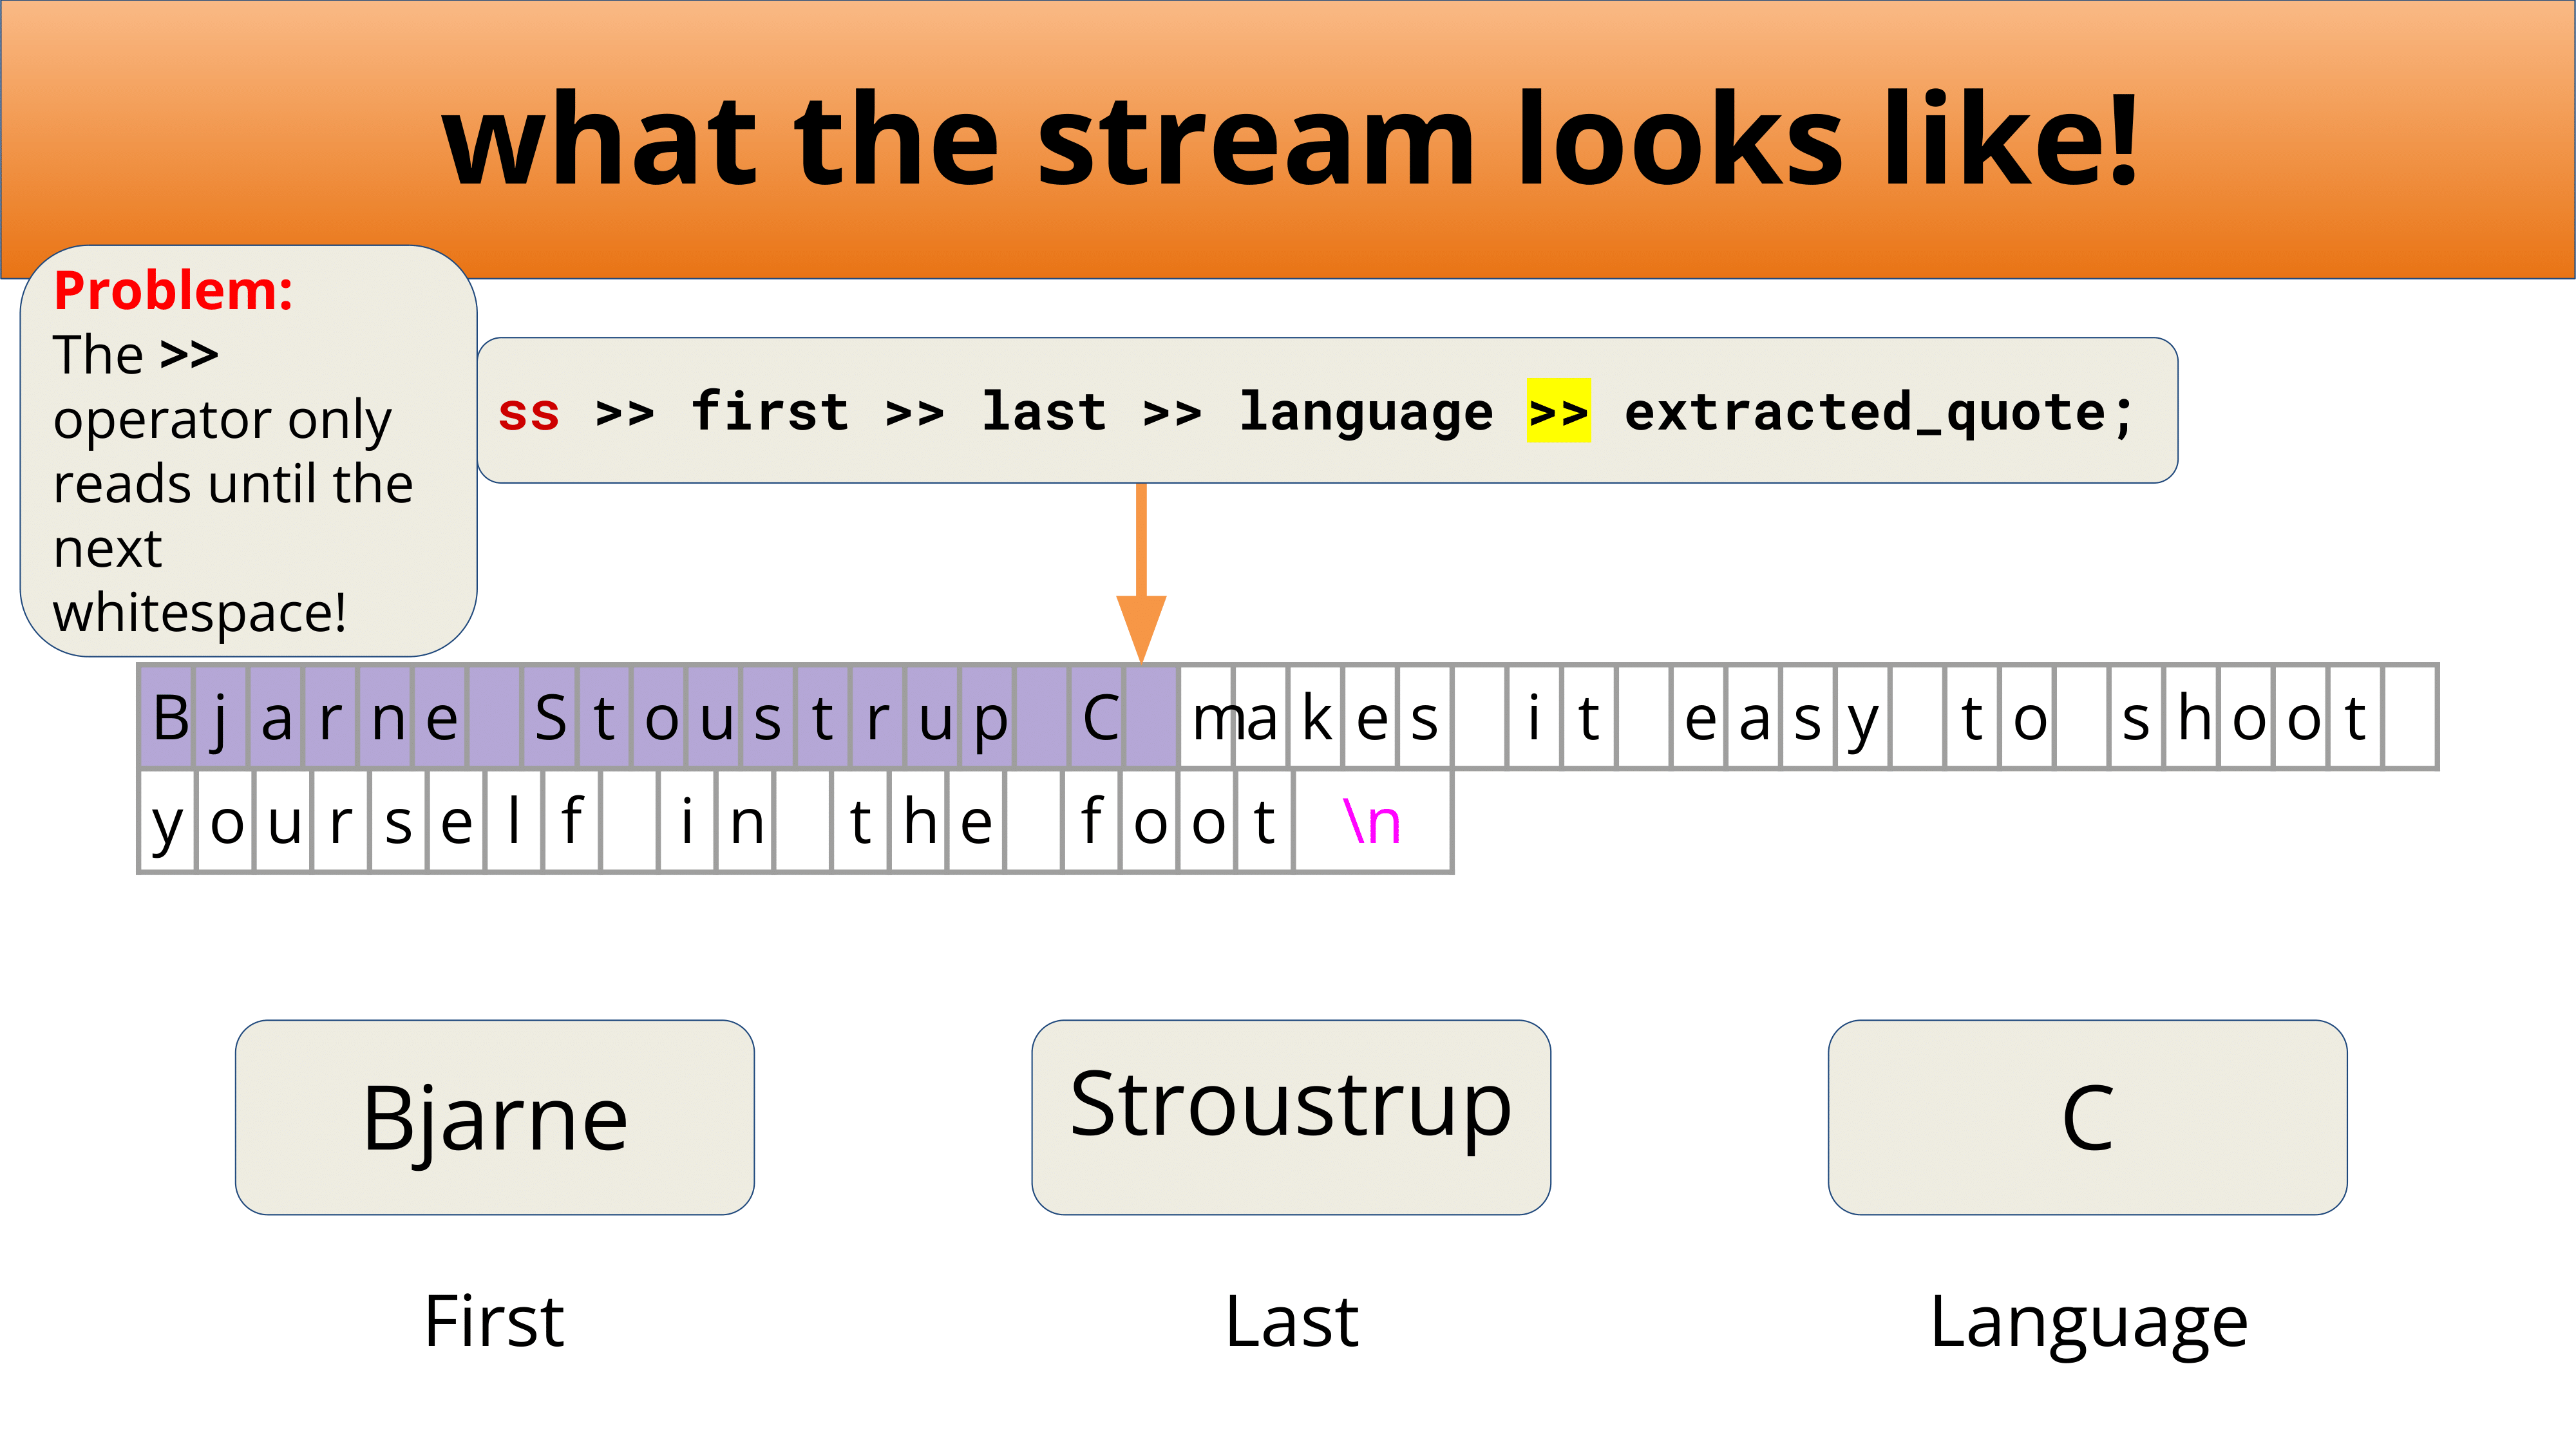 what the stream looks like!
Problem:
The >>
operator only
reads until the
next
whitespace!
ss >> first >> last >> language >> extracted_quote;
B j a r n e   S t o u s t r u p   C   m a k e s   i t   e a s y   t o   s h o o t
y o u r s e l f   i n   t h e   f o o t \n
Bjarne
Stroustrup
C
First
Last
Language